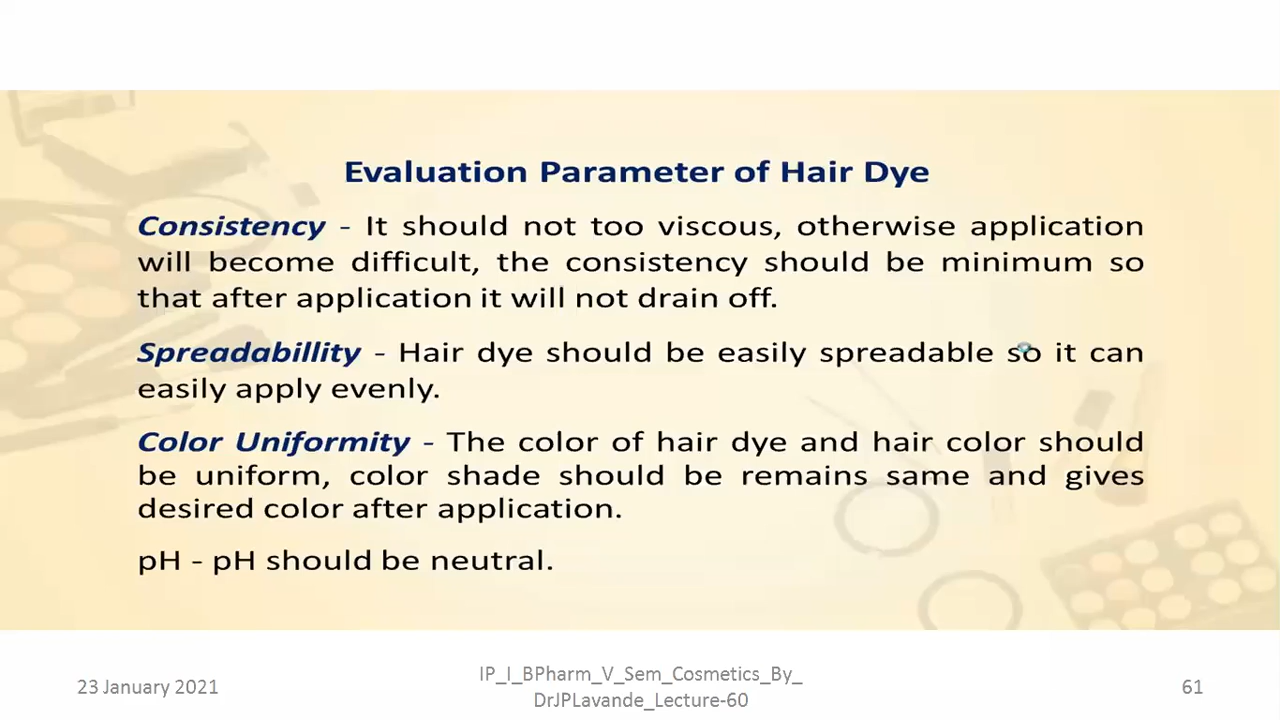 Evaluation Parameter of Hair Dye
Consistency - It should not too viscous, otherwise application
will become difficult, the consistency should be minimum so
that after application it will not drain off.
Spreadabillity - Hair dye should be easily spreadable so it can
easily apply evenly.
Color Uniformity - The color of hair dye and hair color should
be uniform, color shade should be remains same and gives
desired color after application.
pH - pH should be neutral.
23 January 2021
IP_I_BPharm_V_Sem_Cosmetics_By_
DrJPLavande_Lecture-60
61